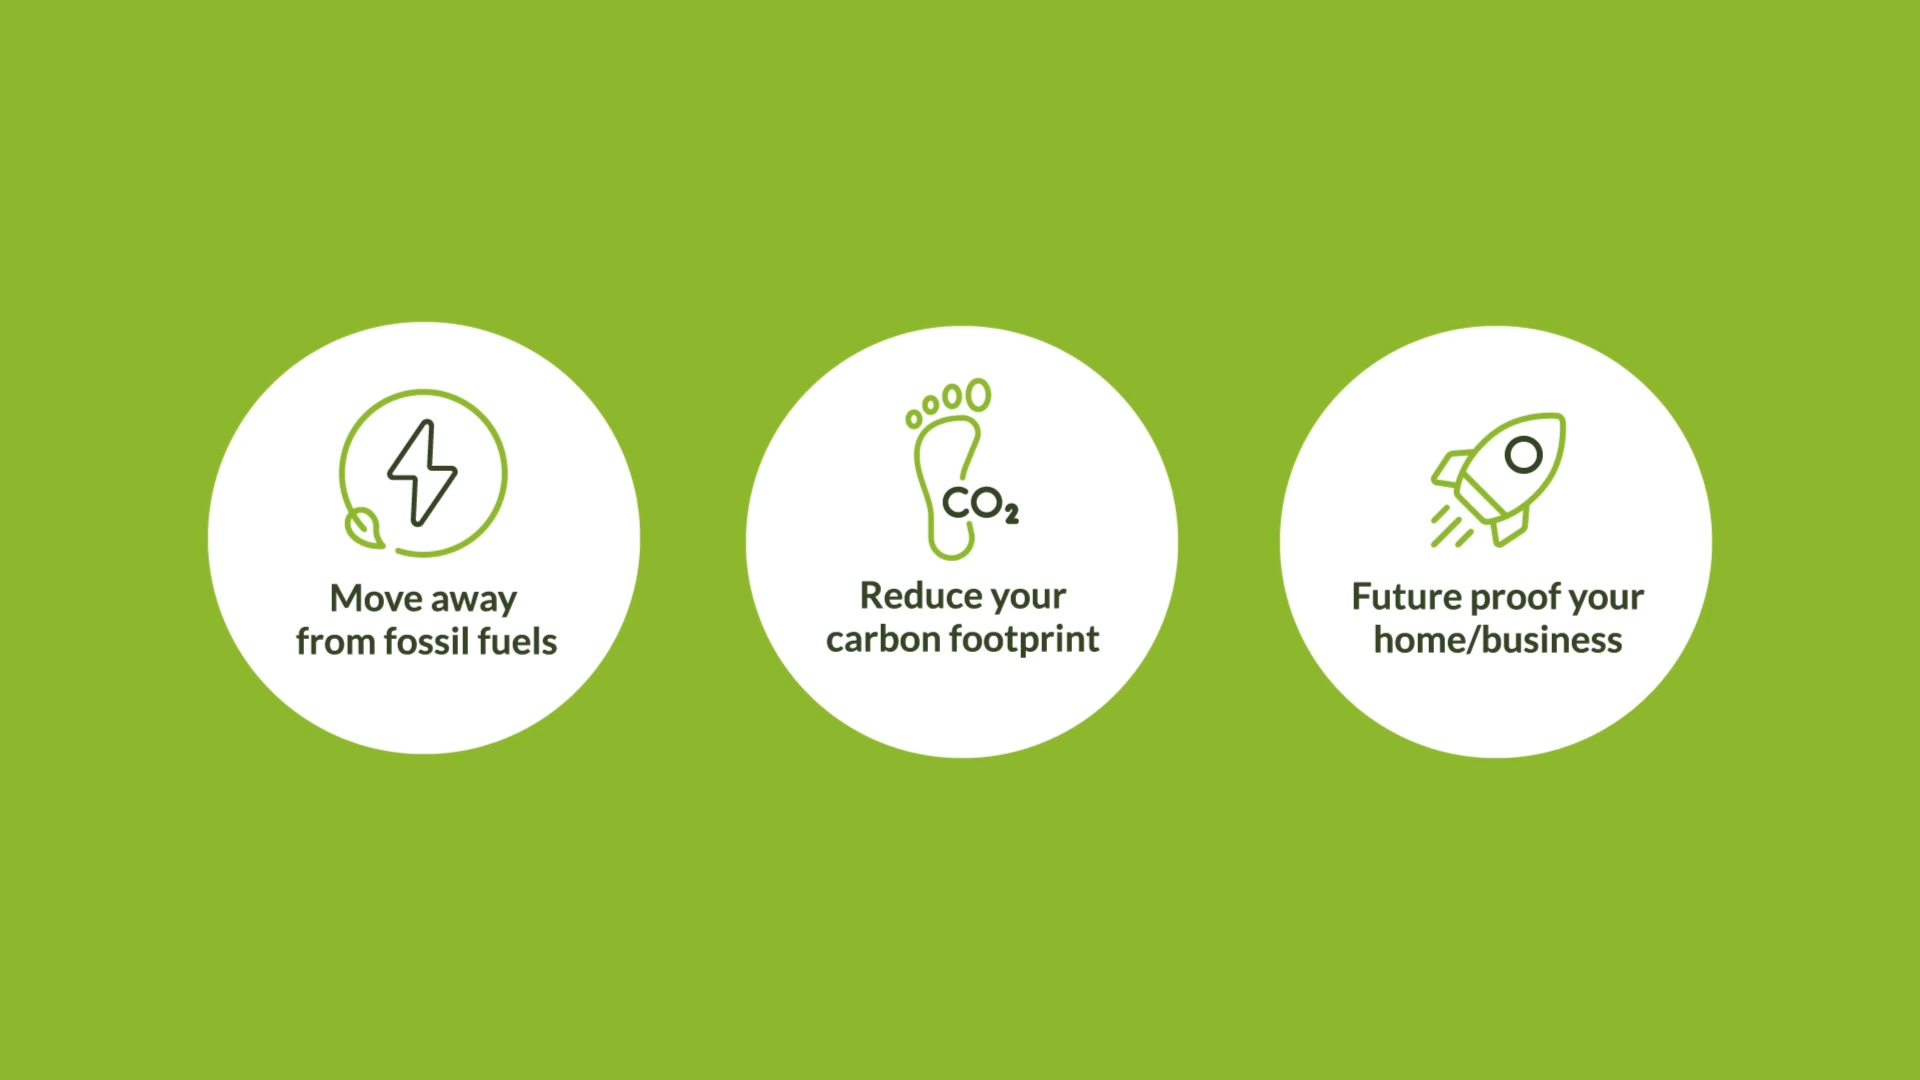 Move away
from fossil fuels
CO₂
Reduce your
carbon footprint
Future proof your
home/business